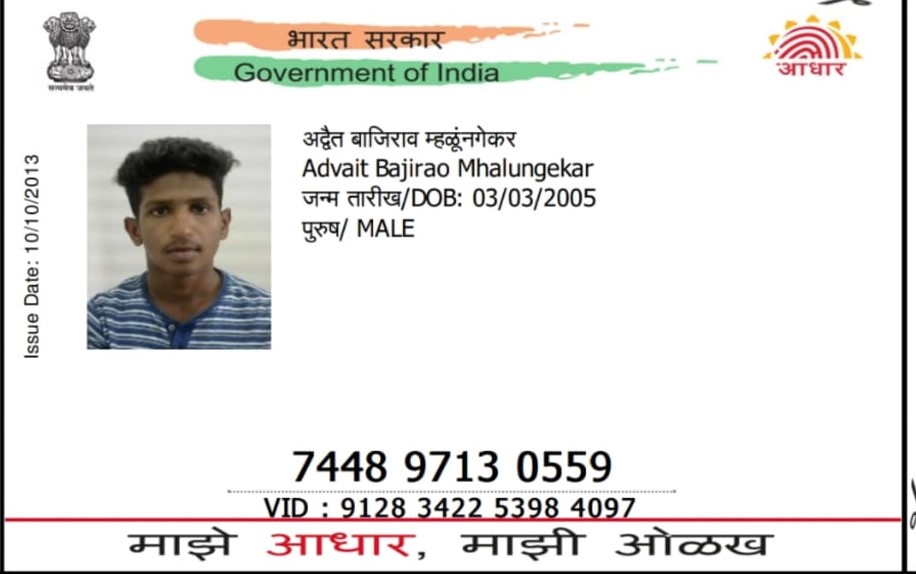 सत्यमेव जयते
भारत सरकार
Government of India
आधार
Issue Date: 10/10/2013
अद्वैत बाजिराव म्हळूंनगेकर
Advait Bajirao Mhalungekar
जन्म तारीख/DOB: 03/03/2005
पुरुष/ MALE
7448 9713 0559
VID : 9128 3422 5398 4097
माझे आधार, माझी ओळख